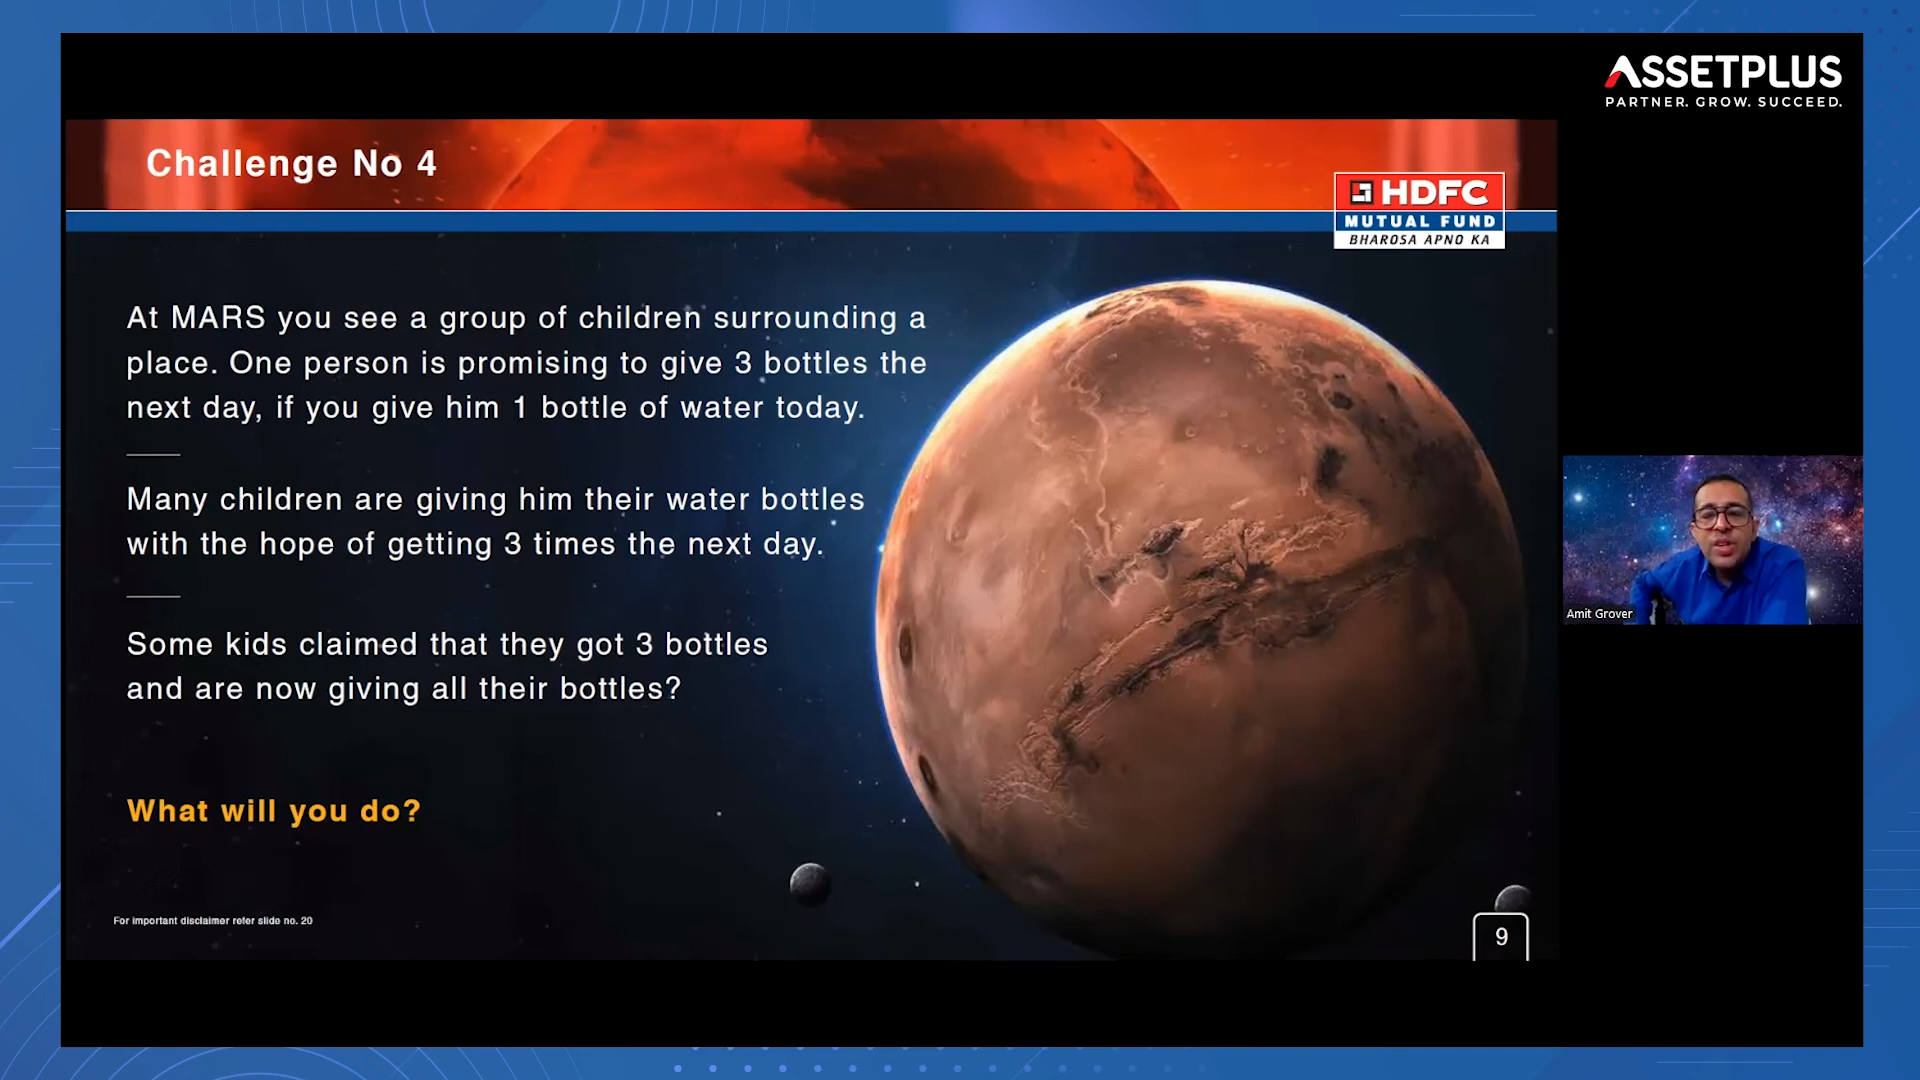 ASSETPLUS
PARTNER. GROW. SUCCEED.
Challenge No 4
HDFC
MUTUAL FUND
BHAROSA APNO KA
At MARS you see a group of children surrounding a
place. One person is promising to give 3 bottles the
next day, if you give him 1 bottle of water today.
Many children are giving him their water bottles
with the hope of getting 3 times the next day.
Some kids claimed that they got 3 bottles
and are now giving all their bottles?
What will you do?
Amit Grover
For important disclaimer refer slide no. 20
9